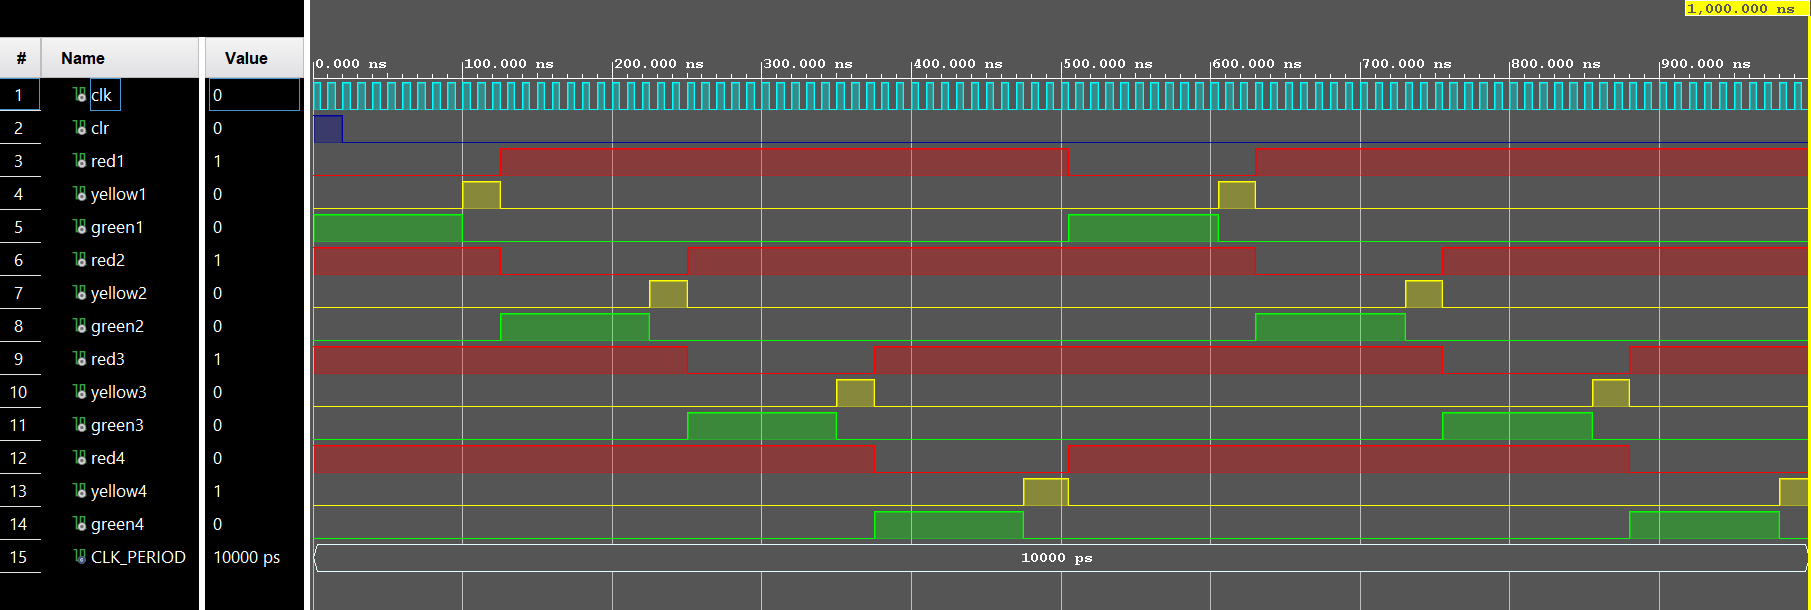 1,000.000 ns
# Name Value
0.000 ns 100.000 ns 200.000 ns 300.000 ns 400.000 ns 500.000 ns 600.000 ns 700.000 ns 800.000 ns 900.000 ns
1 clk 0
2 clr 0
3 red1 1
4 yellow1 0
5 green1 0
6 red2 1
7 yellow2 0
8 green2 0
9 red3 1
10 yellow3 0
11 green3 0
12 red4 0
13 yellow4 1
14 green4 0
15 CLK_PERIOD 10000 ps 10000 ps